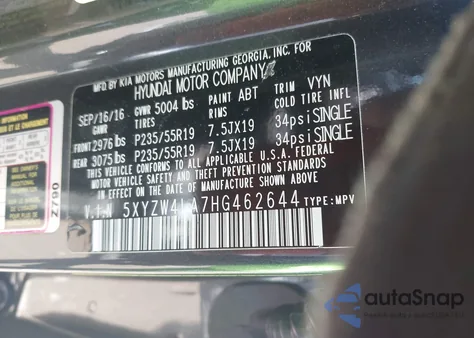 MFD. BY KIA MOTORS MANUFACTURING GEORGIA, INC. FOR
HYUNDAI MOTOR COMPANY
SEP/16/16 GVWR 5004 lbs PAINT ABT TRIM VYN
GAWR TIRES RIMS COLD TIRE INFL
FRONT 2976 lbs P235/55R19 7.5JX19 34psi SINGLE
REAR 3075 lbs P235/55R19 7.5JX19 34psi SINGLE
THIS VEHICLE CONFORMS TO ALL APPLICABLE U.S.A. FEDERAL
MOTOR VEHICLE SAFETY AND THEFT PREVENTION STANDARDS
IN EFFECT ON THE DATE OF MANUFACTURE SHOWN ABOVE.
V.I.N 5XYZW4LA7HG462644 TYPE:MPV
Z790
autaSnap